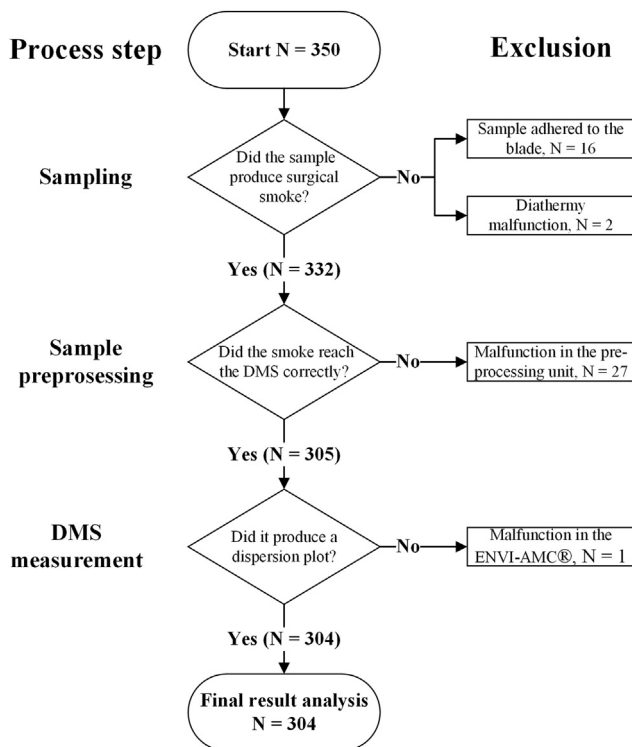 Process step
Start N = 350
Exclusion
Sampling
Did the sample
produce surgical
smoke?
No
Sample adhered to the
blade, N = 16
Diathermy
malfunction, N = 2
Yes (N = 332)
Sample
preprosessing
Did the smoke reach
the DMS correctly?
No
Malfunction in the pre-
processing unit, N = 27
Yes (N = 305)
DMS
measurement
Did it produce a
dispersion plot?
No
Malfunction in the
ENVI-AMC®, N = 1
Yes (N = 304)
Final result analysis
N = 304